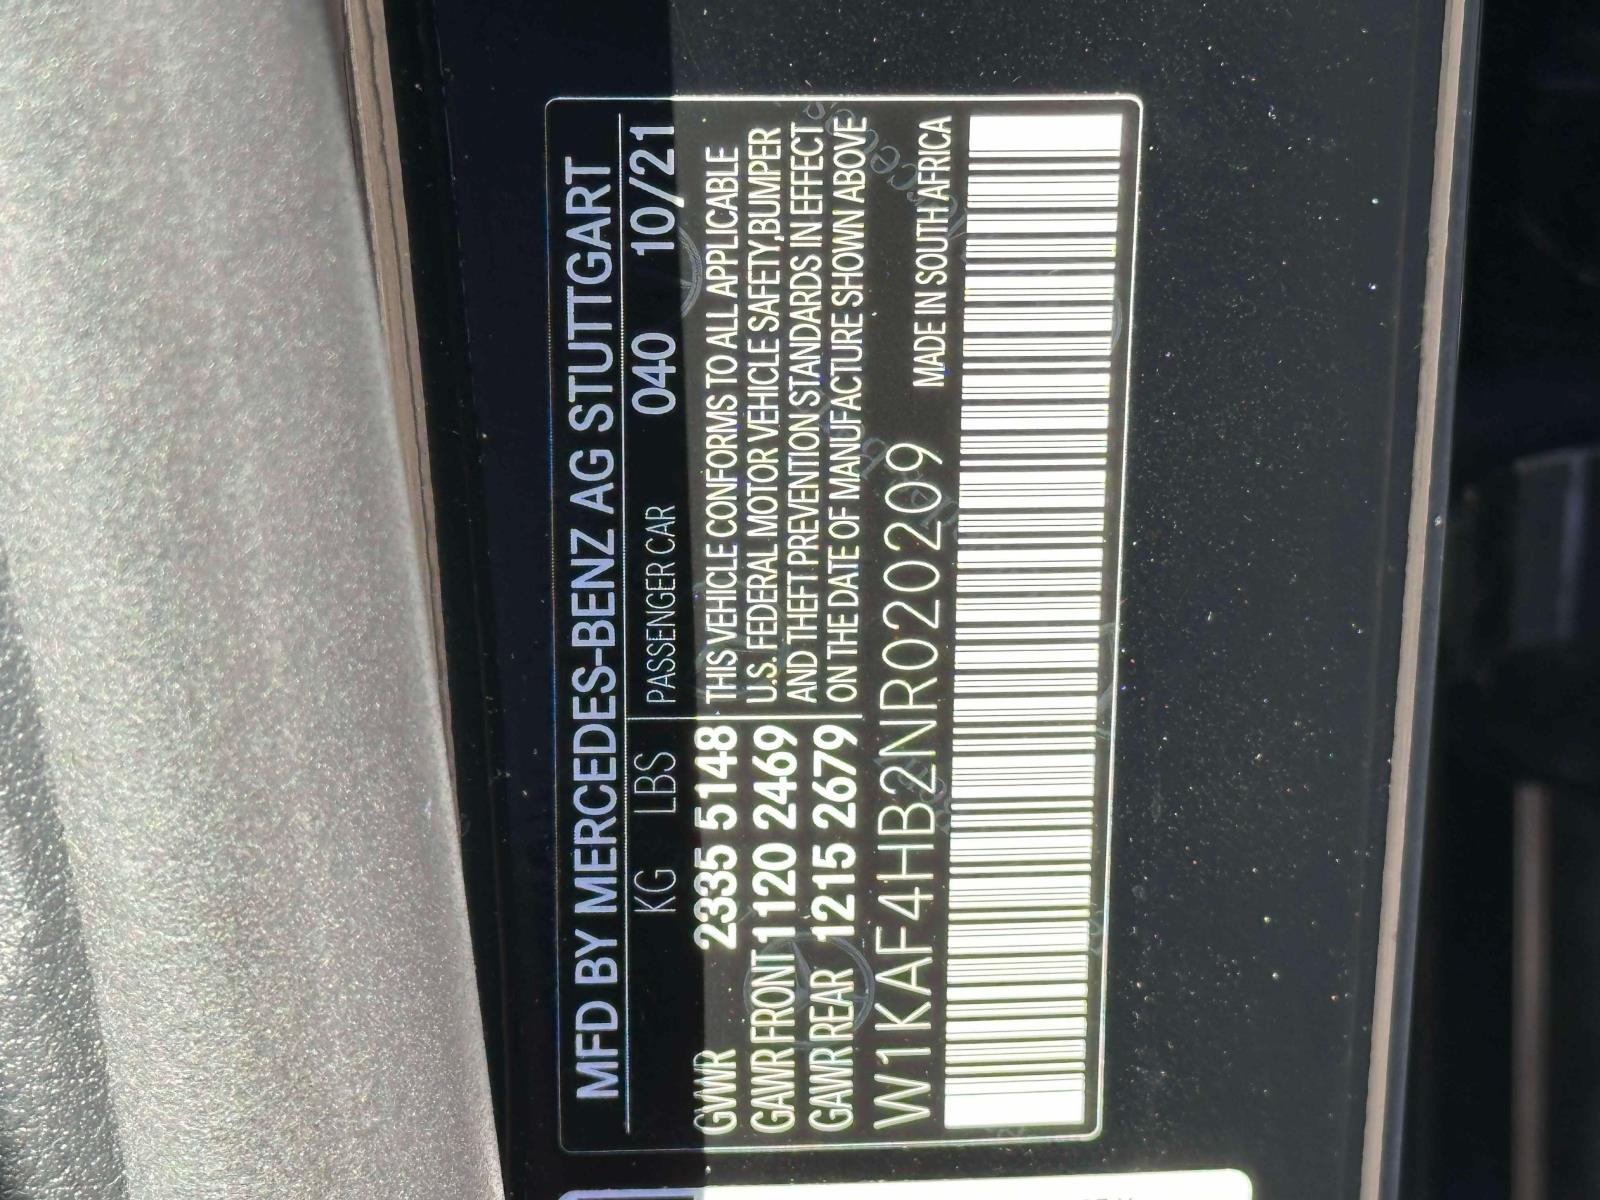 MFD BY MERCEDES-BENZ AG STUTTGART
KG LBS PASSENGER CAR 040 10/21
GVWR 2335 5148
GAWR FRONT 1120 2469
GAWR REAR 1215 2679
THIS VEHICLE CONFORMS TO ALL APPLICABLE
U.S. FEDERAL MOTOR VEHICLE SAFETY,BUMPER
AND THEFT PREVENTION STANDARDS IN EFFECT
ON THE DATE OF MANUFACTURE SHOWN ABOVE
W1KAF4HB2NR020209 MADE IN SOUTH AFRICA